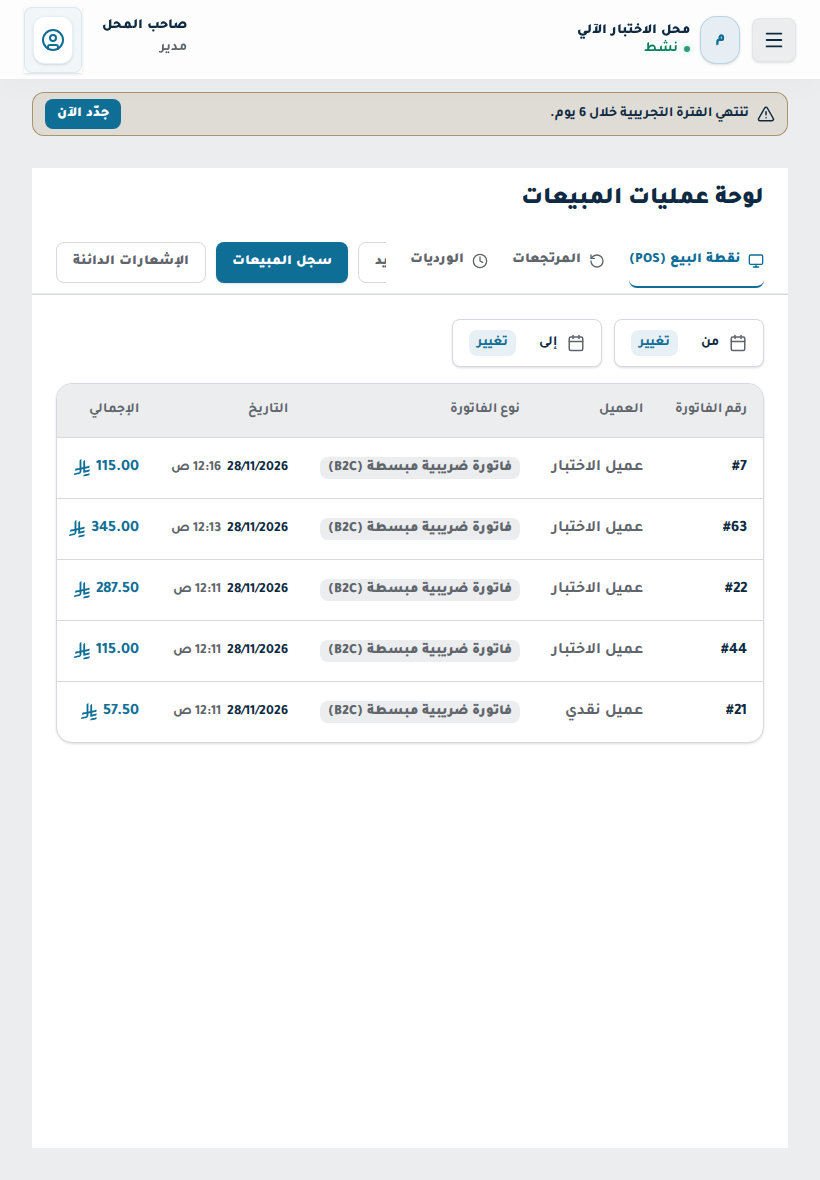 محل الاختبار الآلي
م
نشط
صاحب المحل
مدير
تنتهي الفترة التجريبية خلال 6 يوم.
جدّد الآن
لوحة عمليات المبيعات
نقطة البيع (POS) المرتجعات الورديات يد سجل المبيعات الإشعارات الدائنة
من تغيير إلى تغيير
رقم الفاتورة العميل نوع الفاتورة التاريخ الإجمالي
#7 عميل الاختبار فاتورة ضريبية مبسطة (B2C) 28/11/2026 12:16 ص 115.00
#63 عميل الاختبار فاتورة ضريبية مبسطة (B2C) 28/11/2026 12:13 ص 345.00
#22 عميل الاختبار فاتورة ضريبية مبسطة (B2C) 28/11/2026 12:11 ص 287.50
#44 عميل الاختبار فاتورة ضريبية مبسطة (B2C) 28/11/2026 12:11 ص 115.00
#21 عميل نقدي فاتورة ضريبية مبسطة (B2C) 28/11/2026 12:11 ص 57.50